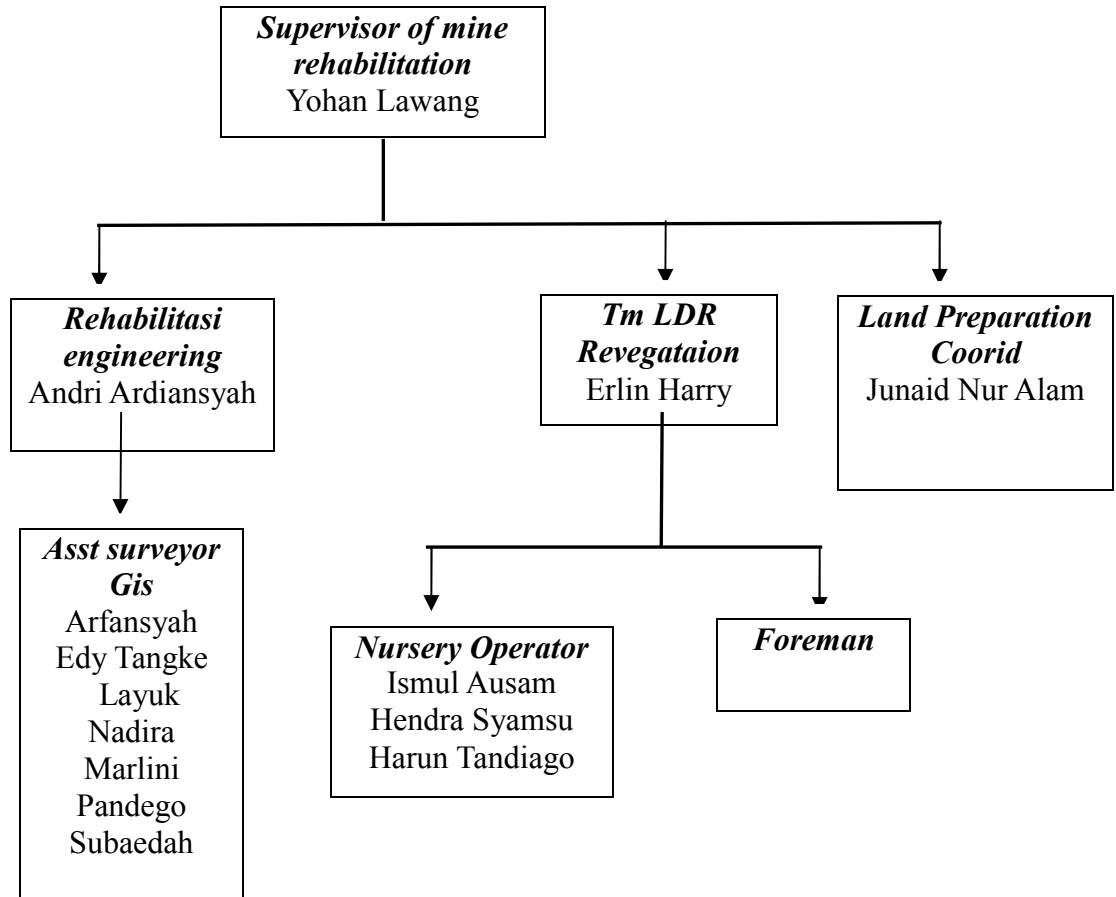 Supervisor of mine
rehabilitation
Yohan Lawang
Rehabilitasi
engineering
Andri Ardiansyah
Tm LDR
Revegataion
Erlin Harry
Land Preparation
Coorid
Junaid Nur Alam
Asst surveyor
Gis
Arfansyah
Edy Tangke
Layuk
Nadira
Marlini
Pandego
Subaedah
Nursery Operator
Ismul Ausam
Hendra Syamsu
Harun Tandiago
Foreman